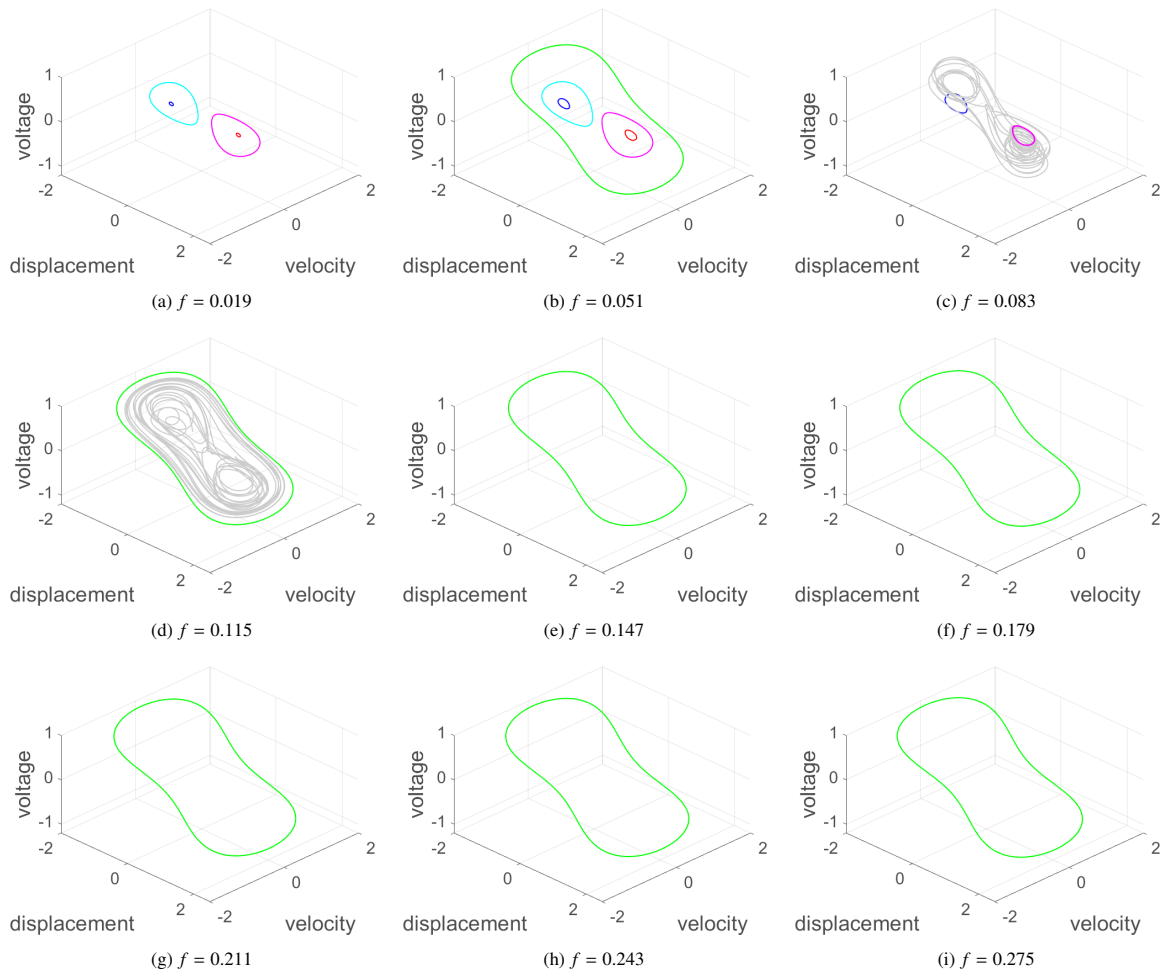 1
0
-1
voltage
-2
0
2
displacement
-2
0
2
velocity
(a) f = 0.019
1
0
-1
voltage
-2
0
2
displacement
-2
0
2
velocity
(b) f = 0.051
1
0
-1
voltage
-2
0
2
displacement
-2
0
2
velocity
(c) f = 0.083
1
0
-1
voltage
-2
0
2
displacement
-2
0
2
velocity
(d) f = 0.115
1
0
-1
voltage
-2
0
2
displacement
-2
0
2
velocity
(e) f = 0.147
1
0
-1
voltage
-2
0
2
displacement
-2
0
2
velocity
(f) f = 0.179
1
0
-1
voltage
-2
0
2
displacement
-2
0
2
velocity
(g) f = 0.211
1
0
-1
voltage
-2
0
2
displacement
-2
0
2
velocity
(h) f = 0.243
1
0
-1
voltage
-2
0
2
displacement
-2
0
2
velocity
(i) f = 0.275